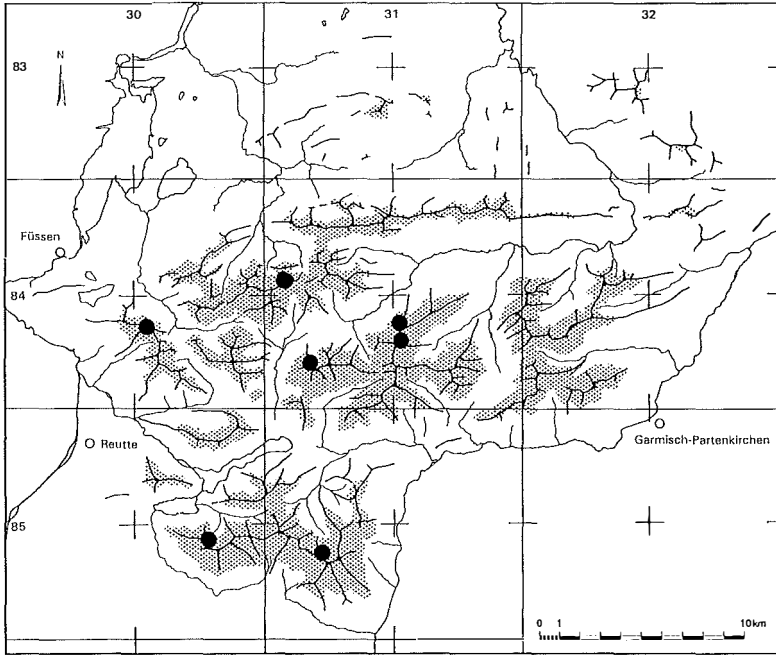 30 31 32
83
N
Füssen
84
Reutte
Garmisch-Partenkirchen
85
0 1 10km